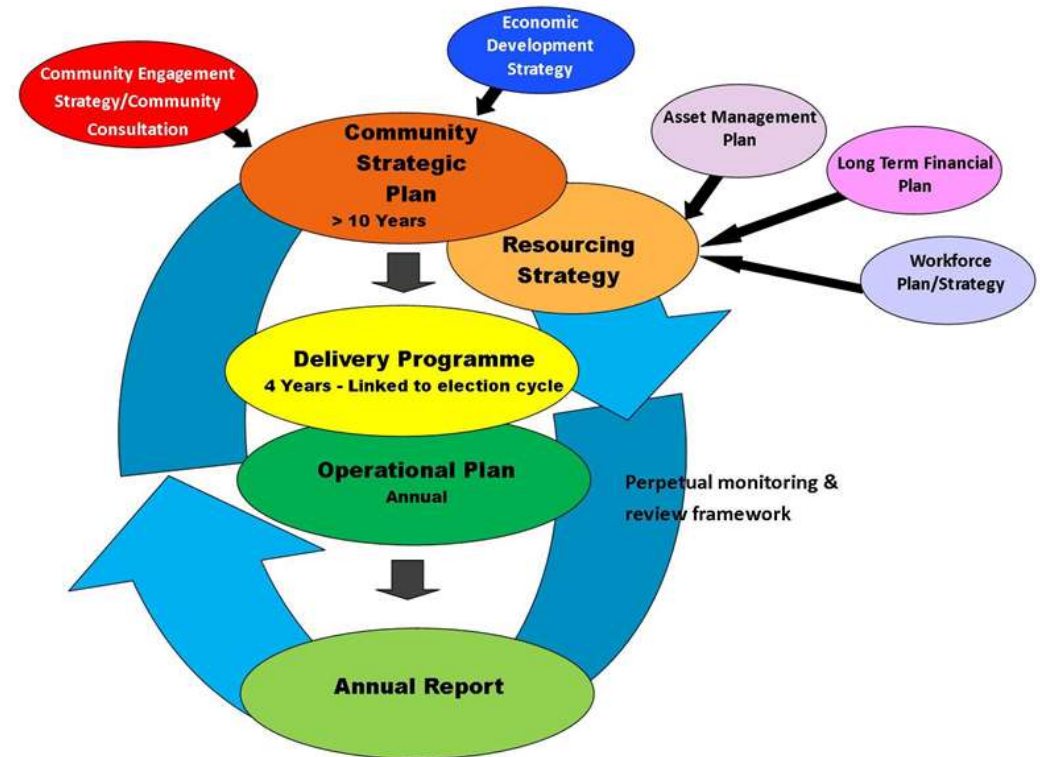 Economic
Development
Strategy
Community Engagement
Strategy/Community
Consultation
Community
Strategic
Plan
> 10 Years
Asset Management
Plan
Long Term Financial
Plan
Resourcing
Strategy
Workforce
Plan/Strategy
Delivery Programme
4 Years - Linked to election cycle
Operational Plan
Annual
Perpetual monitoring &
review framework
Annual Report